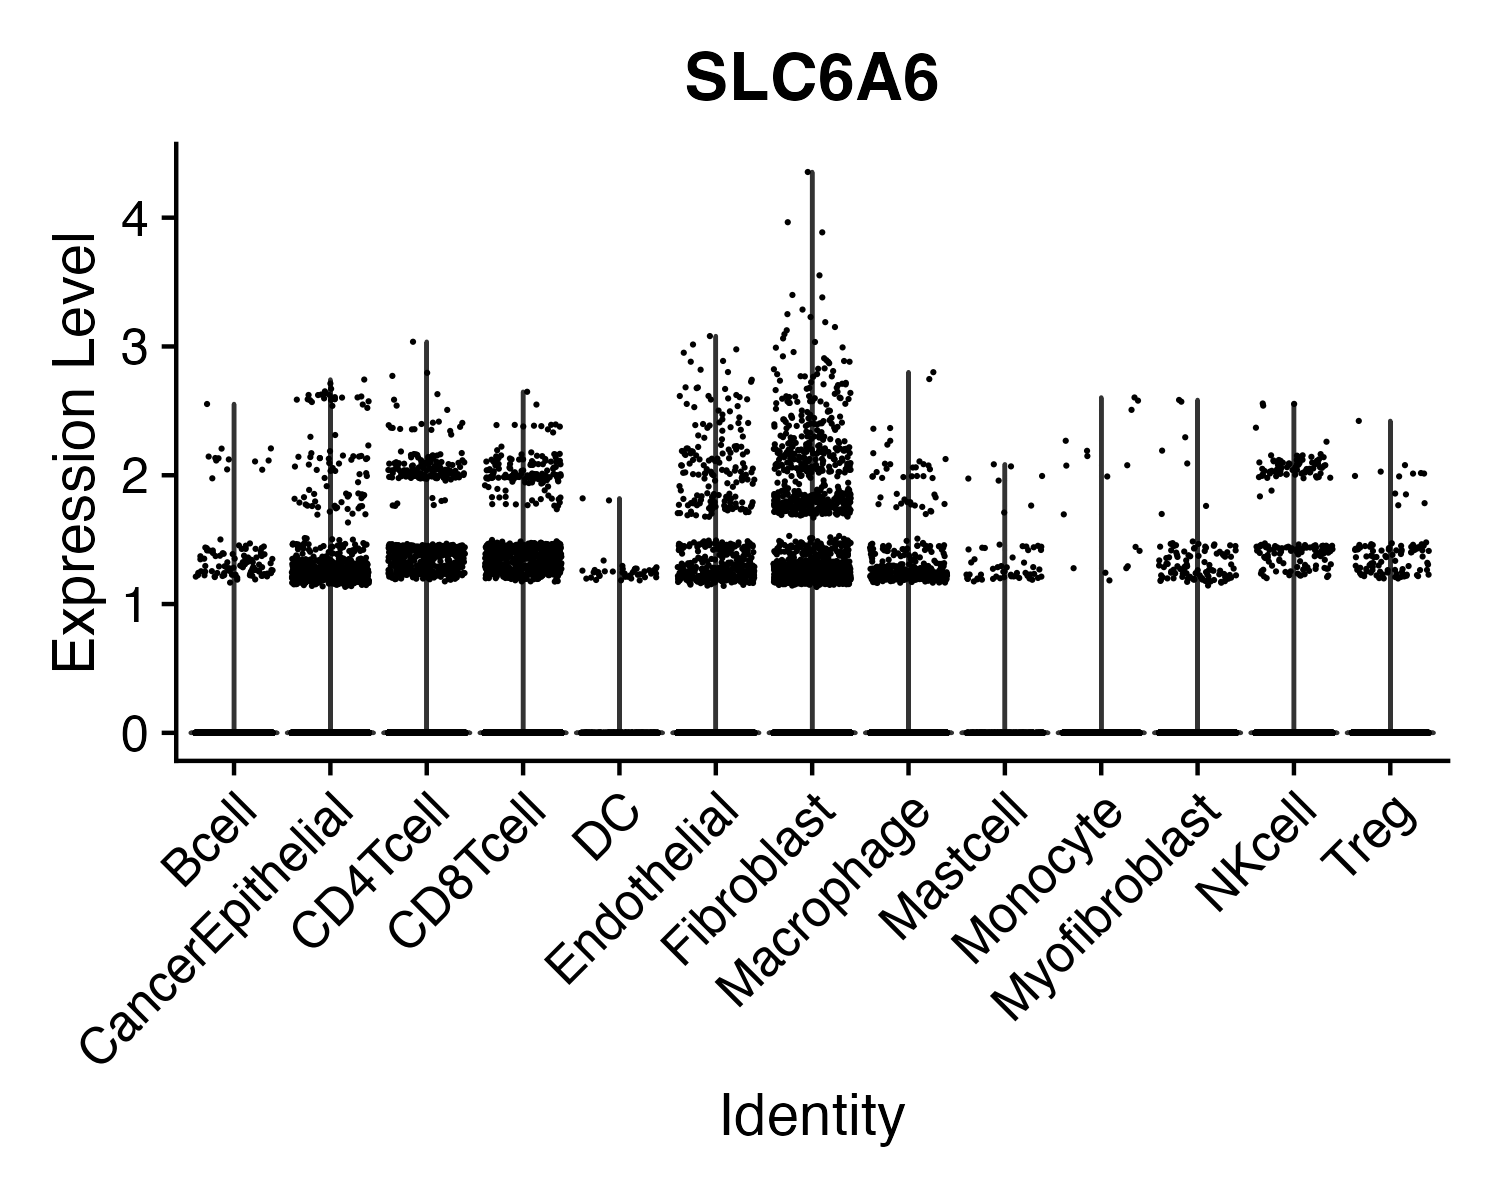 SLC6A6
Expression Level
4
3
2
1
0
Bcell
CancerEpithelial
CD4Tcell
CD8Tcell
DC
Endothelial
Fibroblast
Macrophage
Mastcell
Monocyte
Myofibroblast
NKcell
Treg
Identity